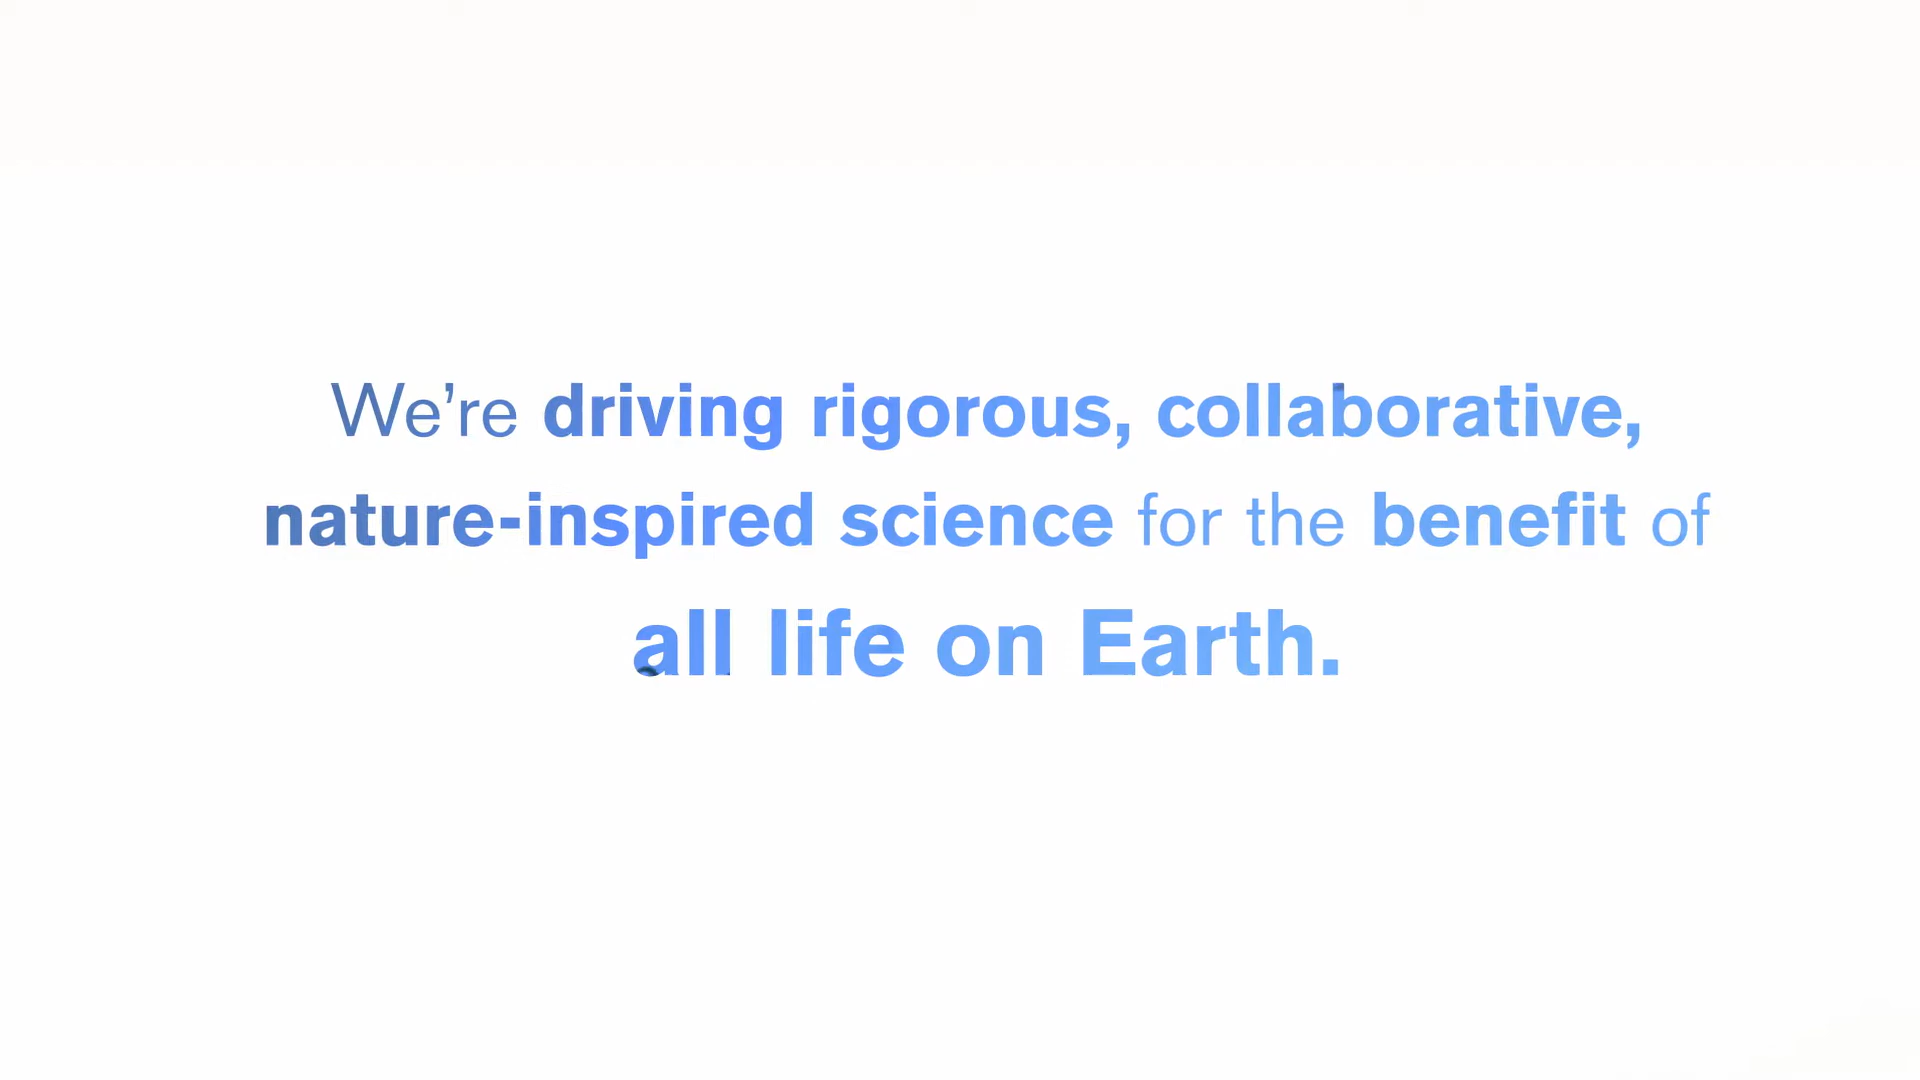 We’re driving rigorous, collaborative,
nature-inspired science for the benefit of
all life on Earth.